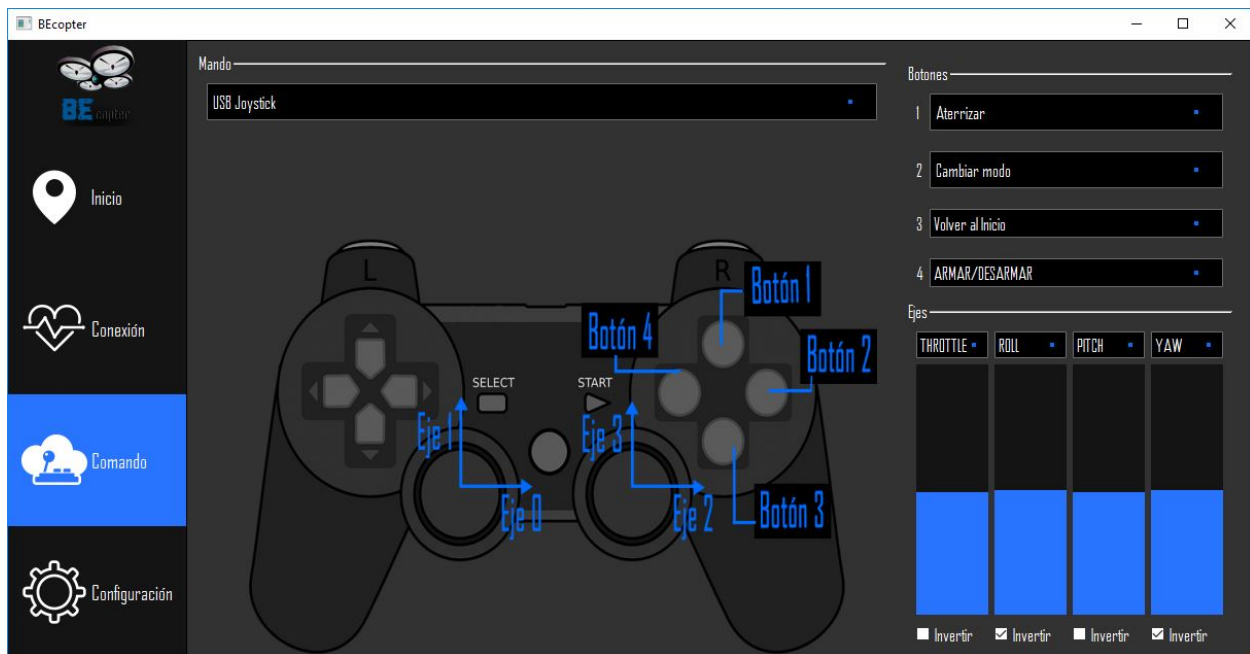 BEcopter
BE copter
Inicio
Conexión
Comando
Configuración
Mando
USB Joystick
L
R
SELECT
START
Botón 1
Botón 4
Botón 2
Botón 3
Eje 1
Eje 0
Eje 3
Eje 2
Botones
1 Aterrizar
2 Cambiar modo
3 Volver al Inicio
4 ARMAR/DESARMAR
Ejes
THROTTLE ROLL PITCH YAW
Invertir Invertir Invertir Invertir